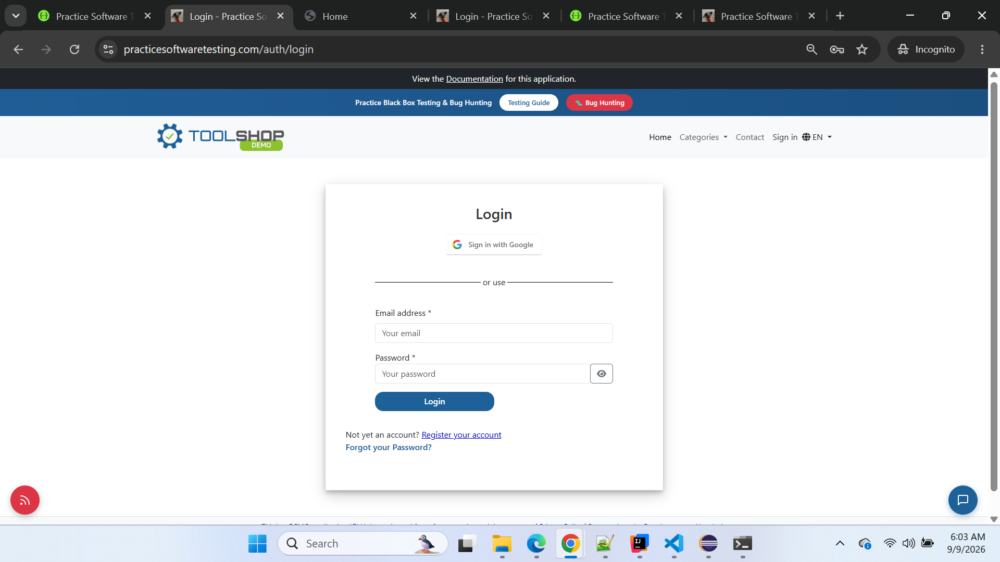 Practice Software T
Login - Practice So
Home
Login - Practice So
Practice Software T
Practice Software T
practicesoftwaretesting.com/auth/login
Incognito
View the Documentation for this application.
Practice Black Box Testing & Bug Hunting
Testing Guide
Bug Hunting
TOOLSHOP
DEMO
Home
Categories
Contact
Sign in
EN
Login
Sign in with Google
or use
Email address *
Your email
Password *
Your password
Login
Not yet an account? Register your account
Forgot your Password?
Search
6:03 AM
9/9/2026